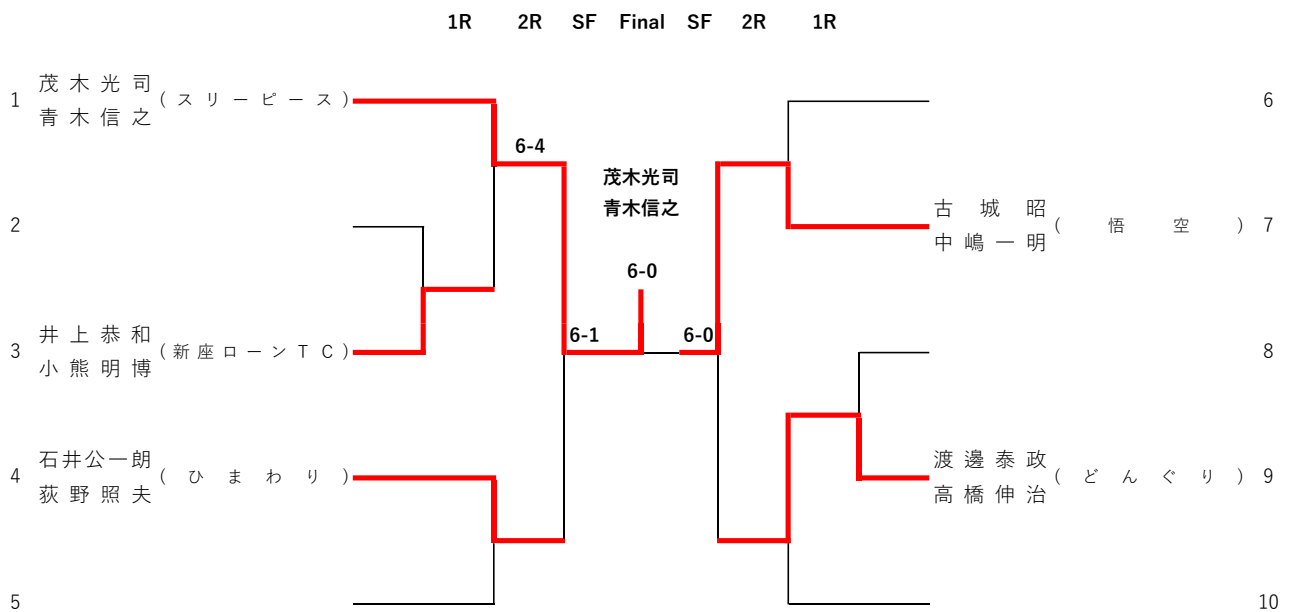 1R 2R SF Final SF 2R 1R
1 茂木光司 (スリーピース)
青木信之
2
3 井上恭和 (新座ローンTC)
小熊明博
4 石井公一朗 (ひまわり)
荻野照夫
5
6-4
6-1
茂木光司
青木信之
6-0
6-0
6
古城昭 (悟空) 7
中嶋一明
8
渡邊泰政 (どんぐり) 9
高橋伸治
10